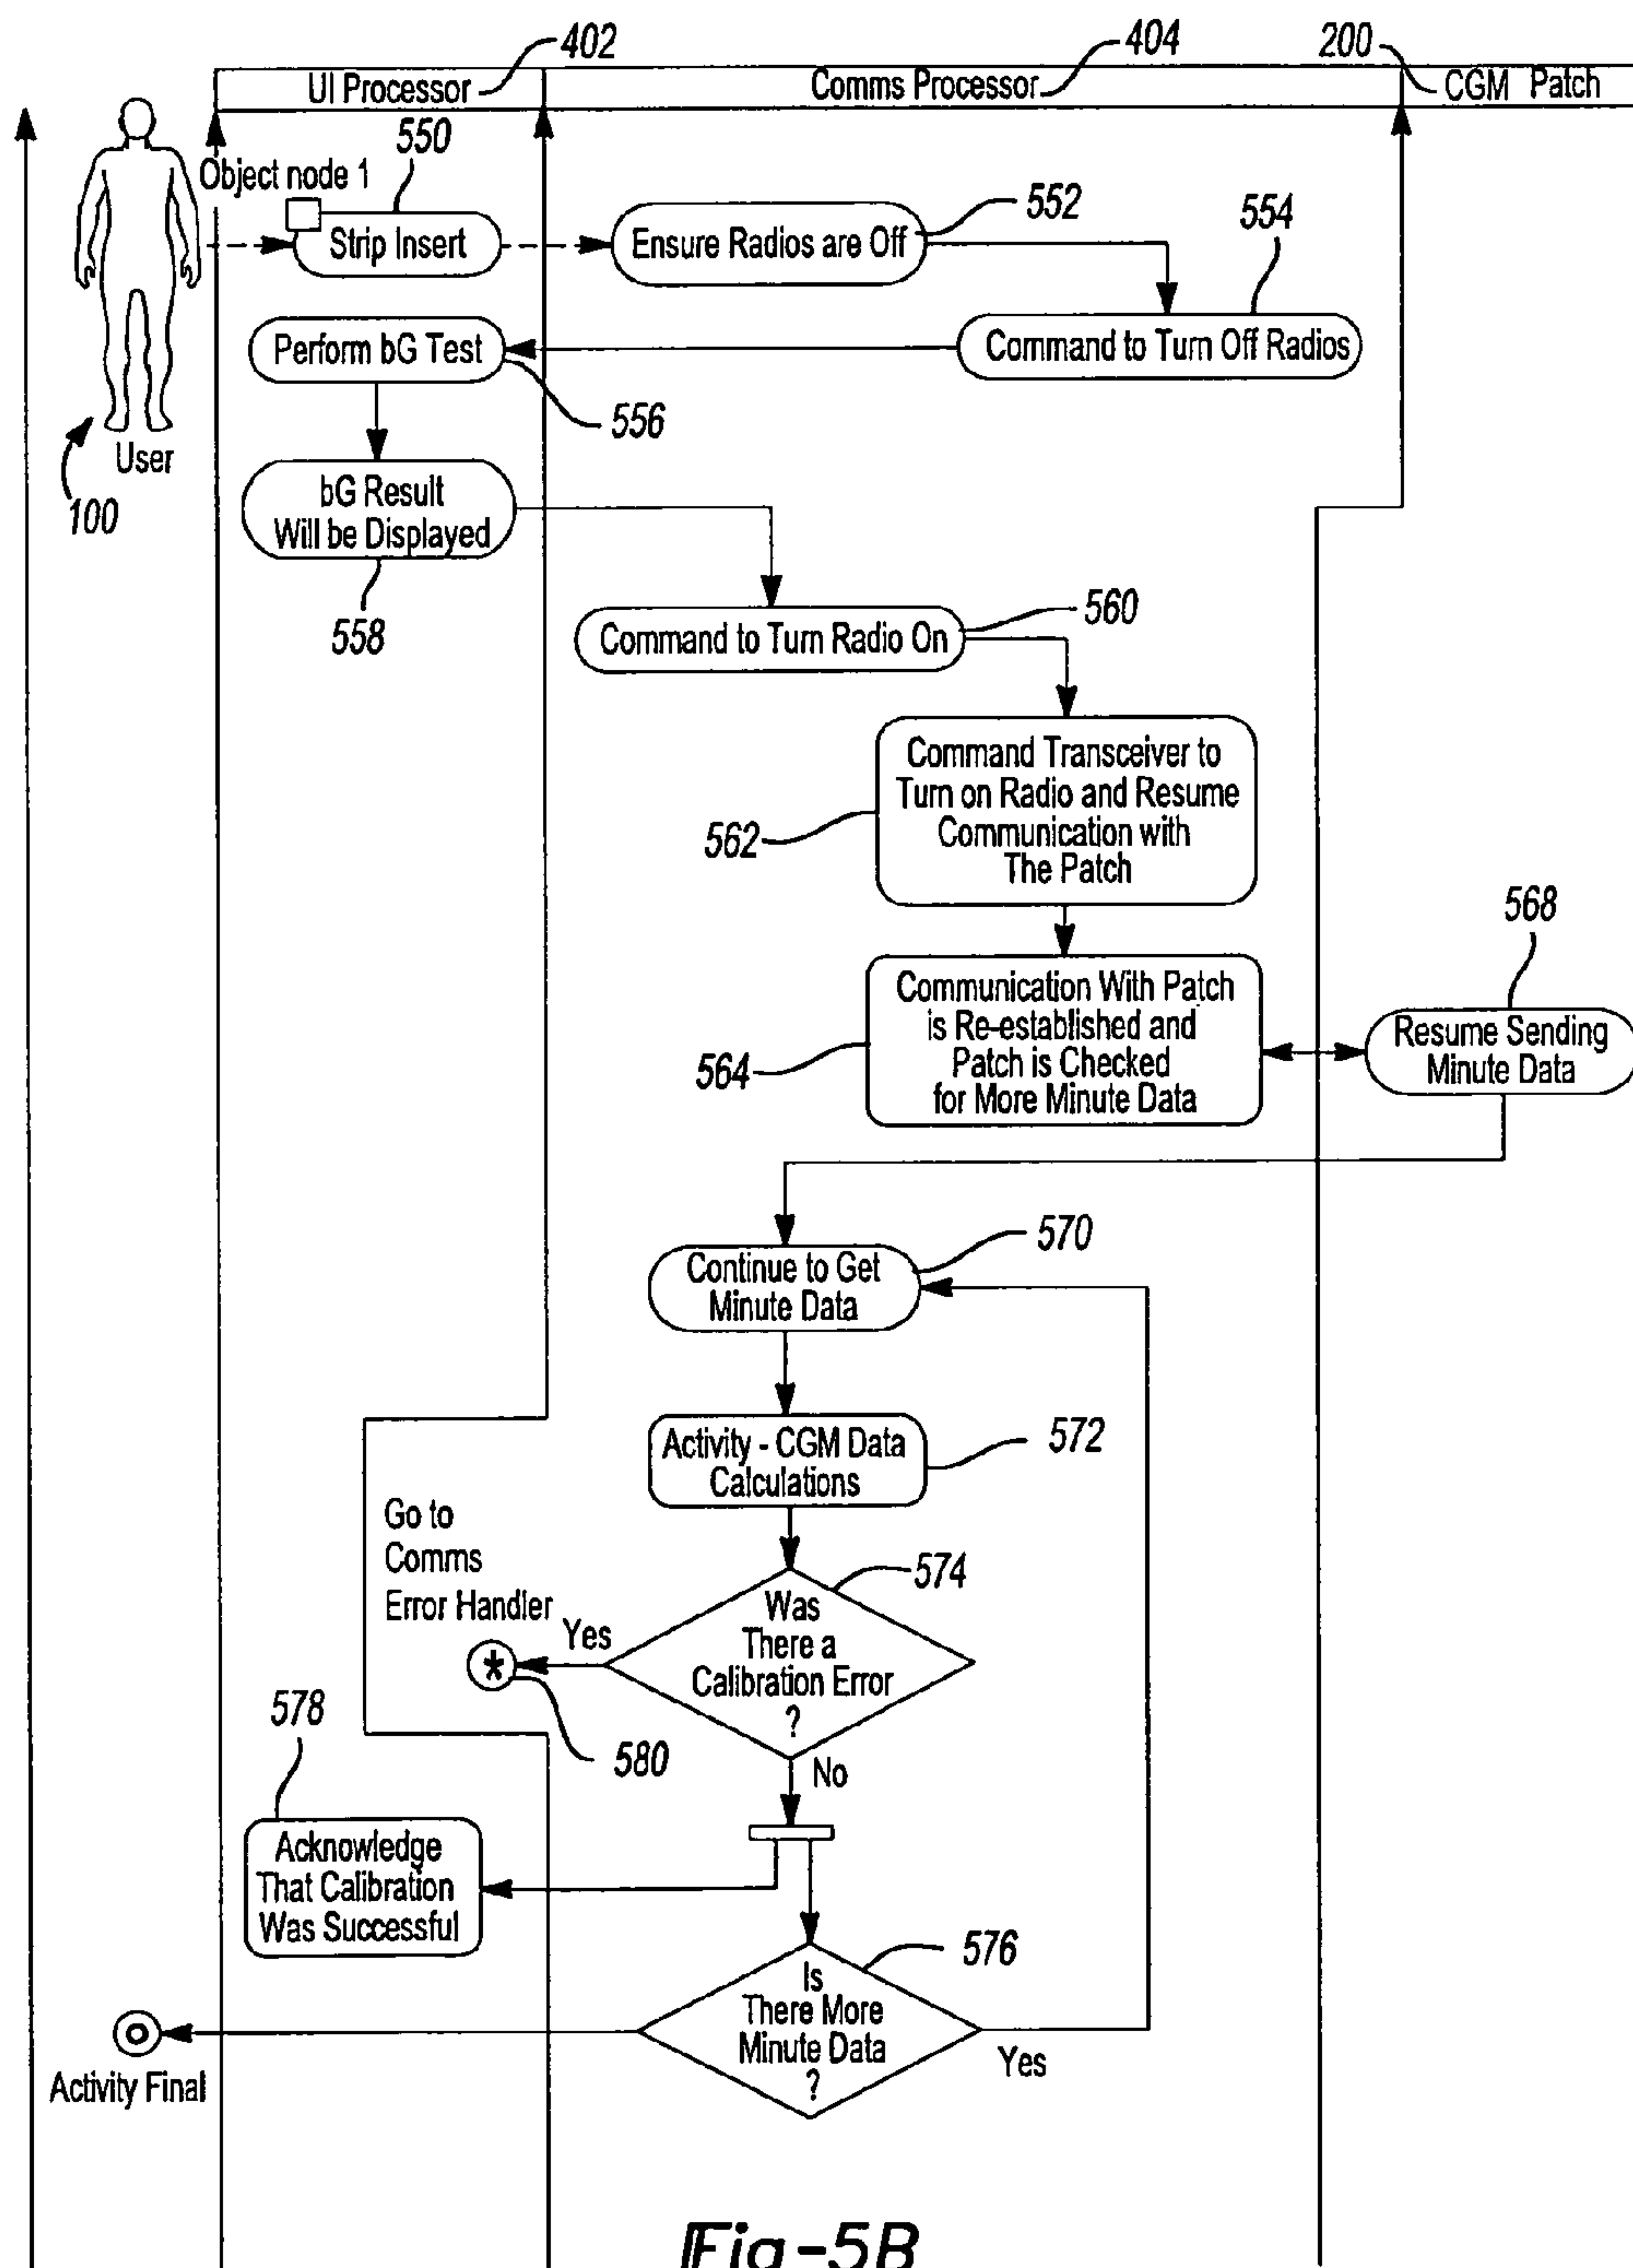 402
404
200
UI Processor
Comms Processor
CGM Patch
550
Object node 1
552
554
Strip Insert
Ensure Radios are Off
Perform bG Test
Command to Turn Off Radios
556
User
100
bG Result
Will be Displayed
558
560
Command to Turn Radio On
Command Transceiver to
Turn on Radio and Resume
Communication with
The Patch
562
568
Communication With Patch
is Re-established and
Patch is Checked
for More Minute Data
564
Resume Sending
Minute Data
570
Continue to Get
Minute Data
572
Activity - CGM Data
Calculations
Go to
Comms
Error Handler
574
Was
There a
Calibration Error
?
Yes
*
580
No
578
Acknowledge
That Calibration
Was Successful
576
Is
There More
Minute Data
?
Yes
Activity Final
Fig-5B